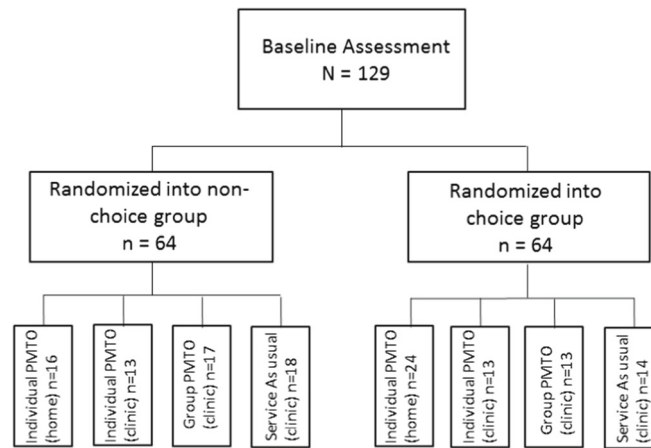 Baseline Assessment
N = 129
Randomized into non-
choice group
n = 64
Randomized into
choice group
n = 64
Individual PMTO
(home) n=16
Individual PMTO
(clinic) n=13
Group PMTO
(clinic) n=17
Service As usual
(clinic) n=18
Individual PMTO
(home) n=24
Individual PMTO
(clinic) n=13
Group PMTO
(clinic) n=13
Service As usual
(clinic) n=14